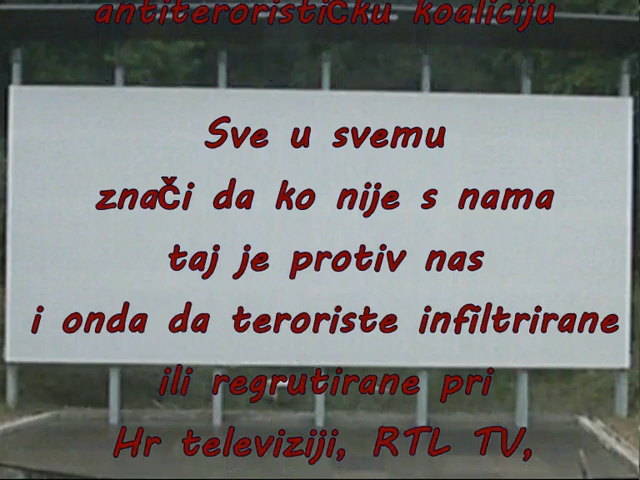 antiterorističku koaliciju
Sve u svemu
znači da ko nije s nama
taj je protiv nas
i onda da teroriste infiltrirane
ili regrutirane pri
Hr televiziji, RTL TV,